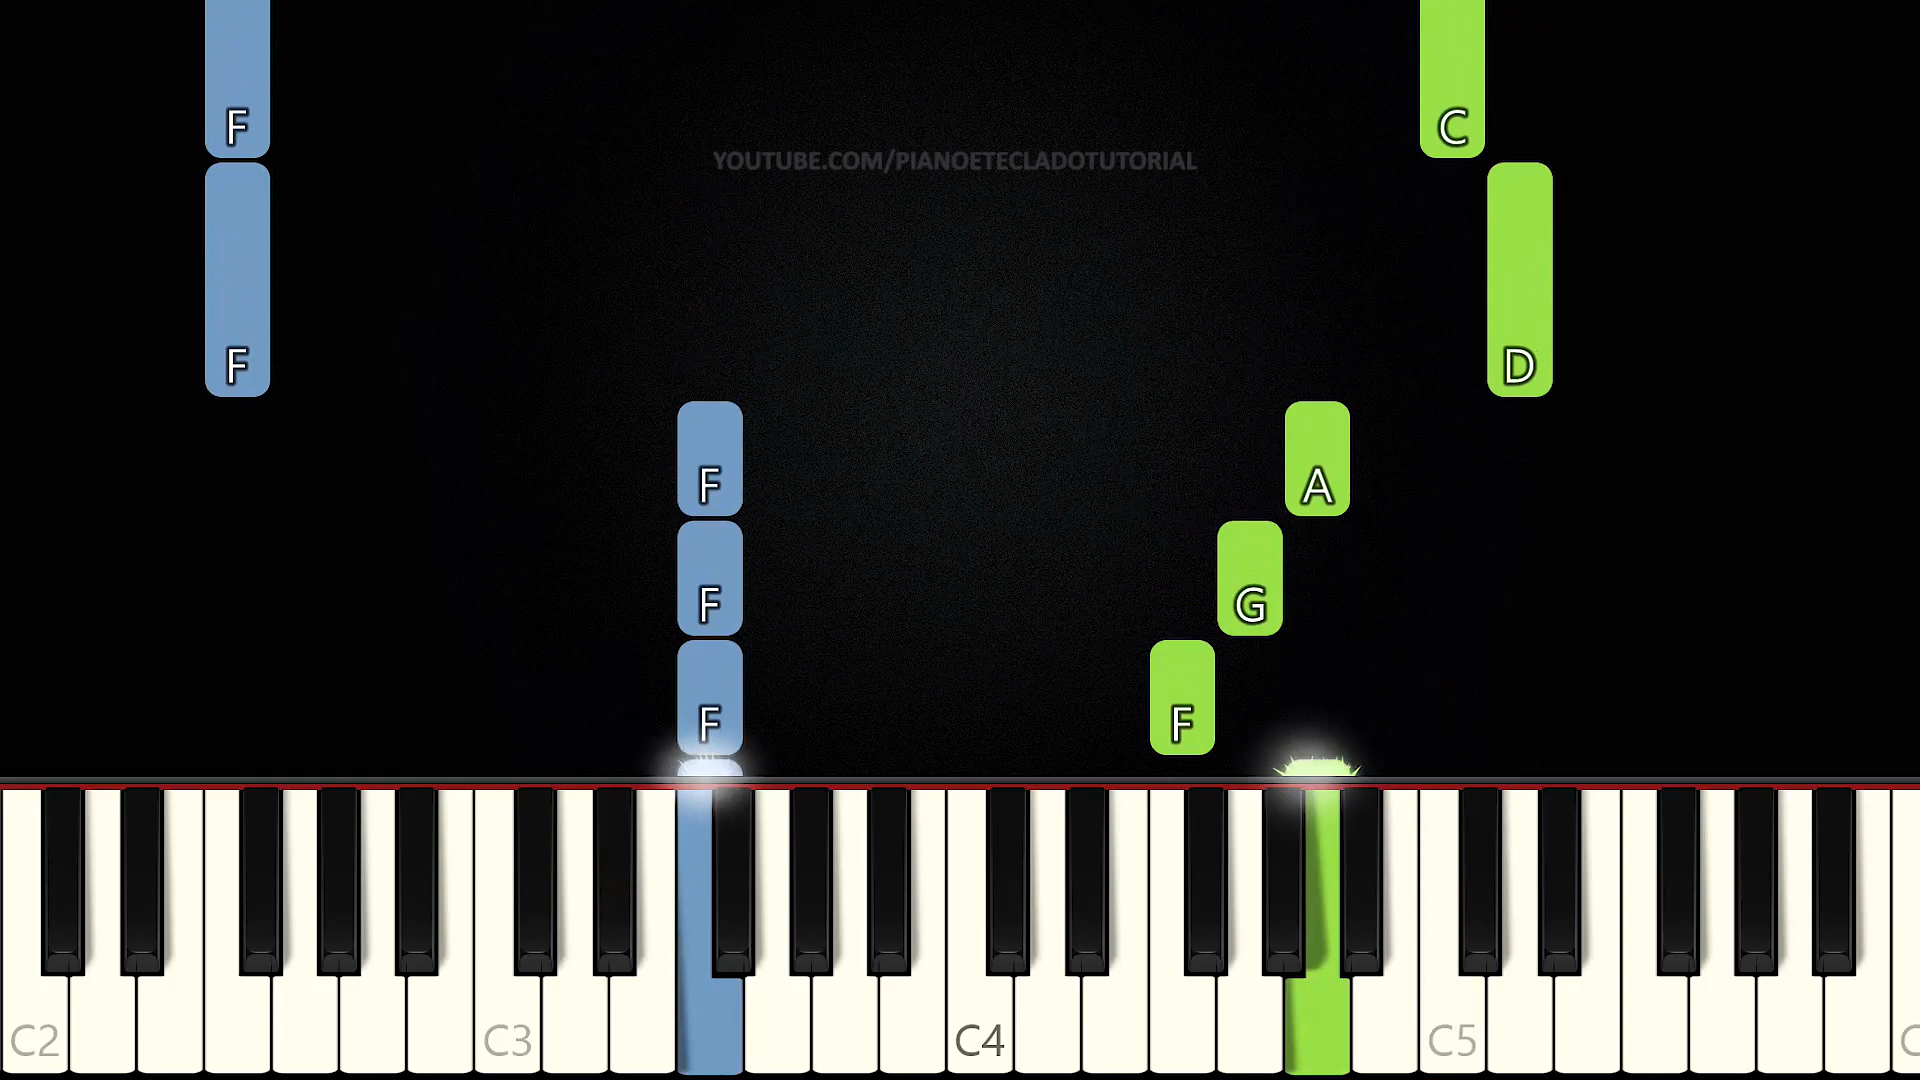 F C
YOUTUBE.COM/PIANOETECLADOTUTORIAL
F D
F A
F G
F F
C2 C3 C4 C5 C